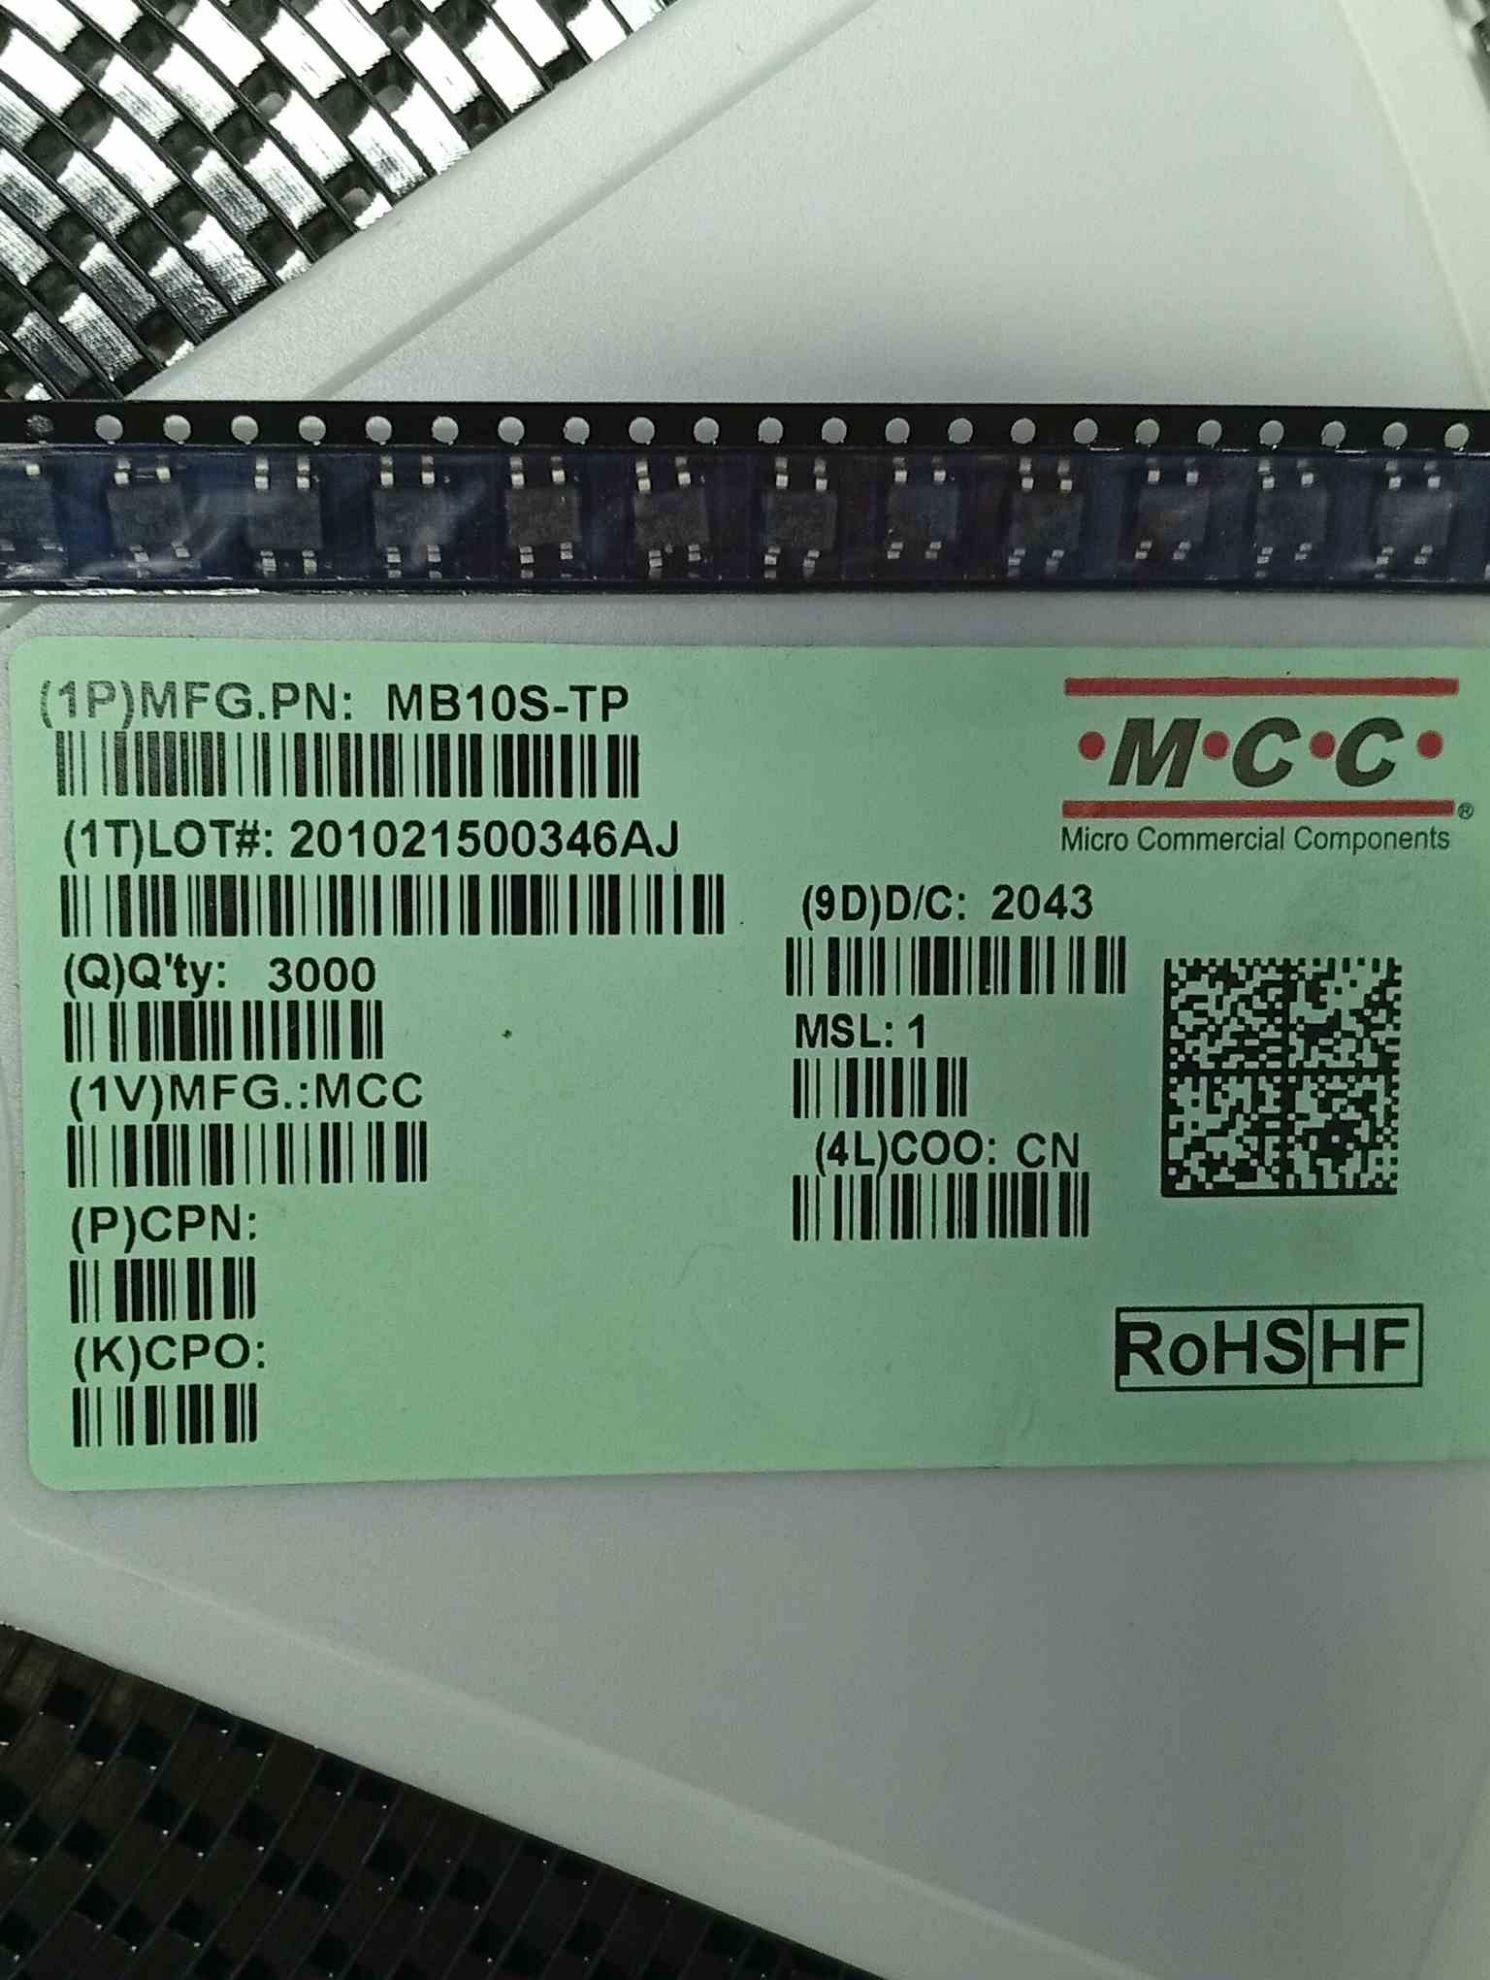 (1P)MFG.PN: MB10S-TP
•M•C•C•®
Micro Commercial Components
(1T)LOT#: 201021500346AJ
(9D)D/C: 2043
(Q)Q'ty: 3000
MSL: 1
(1V)MFG.:MCC
(4L)COO: CN
(P)CPN:
(K)CPO:
RoHS HF